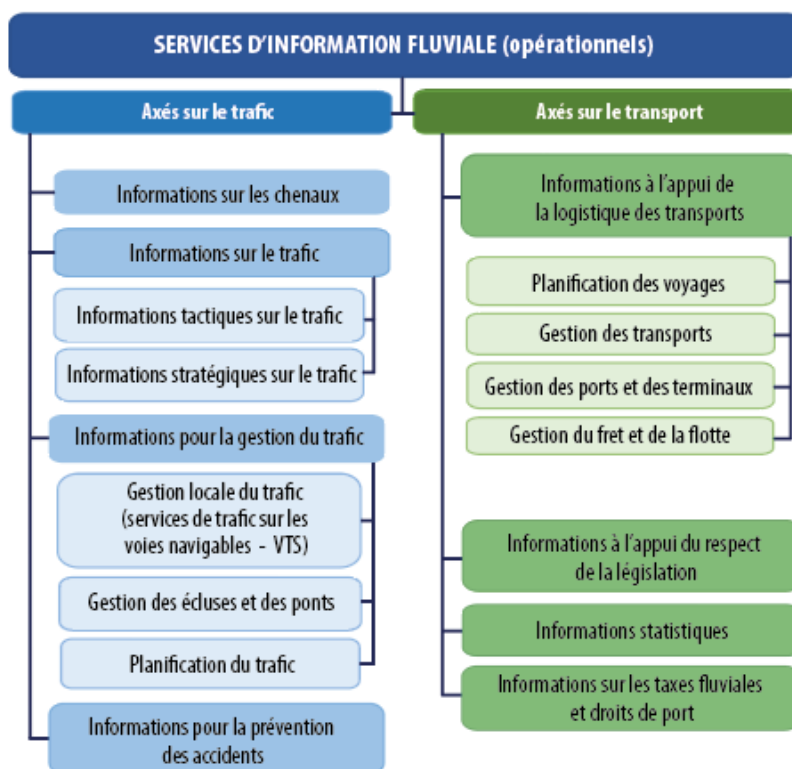 SERVICES D'INFORMATION FLUVIALE (opérationnels)
Axés sur le trafic
Informations sur les chenaux
Informations sur le trafic
Informations tactiques sur le trafic
Informations stratégiques sur le trafic
Informations pour la gestion du trafic
Gestion locale du trafic
(services de trafic sur les
voies navigables - VTS)
Gestion des écluses et des ponts
Planification du trafic
Informations pour la prévention
des accidents
Axés sur le transport
Informations à l'appui de
la logistique des transports
Planification des voyages
Gestion des transports
Gestion des ports et des terminaux
Gestion du fret et de la flotte
Informations à l'appui du respect
de la législation
Informations statistiques
Informations sur les taxes fluviales
et droits de port